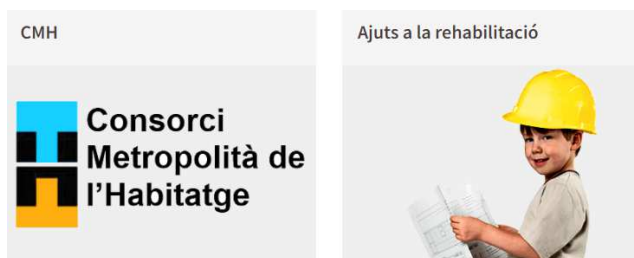 CMH
Consorci
Metropolità de
l'Habitatge
Ajuts a la rehabilitació